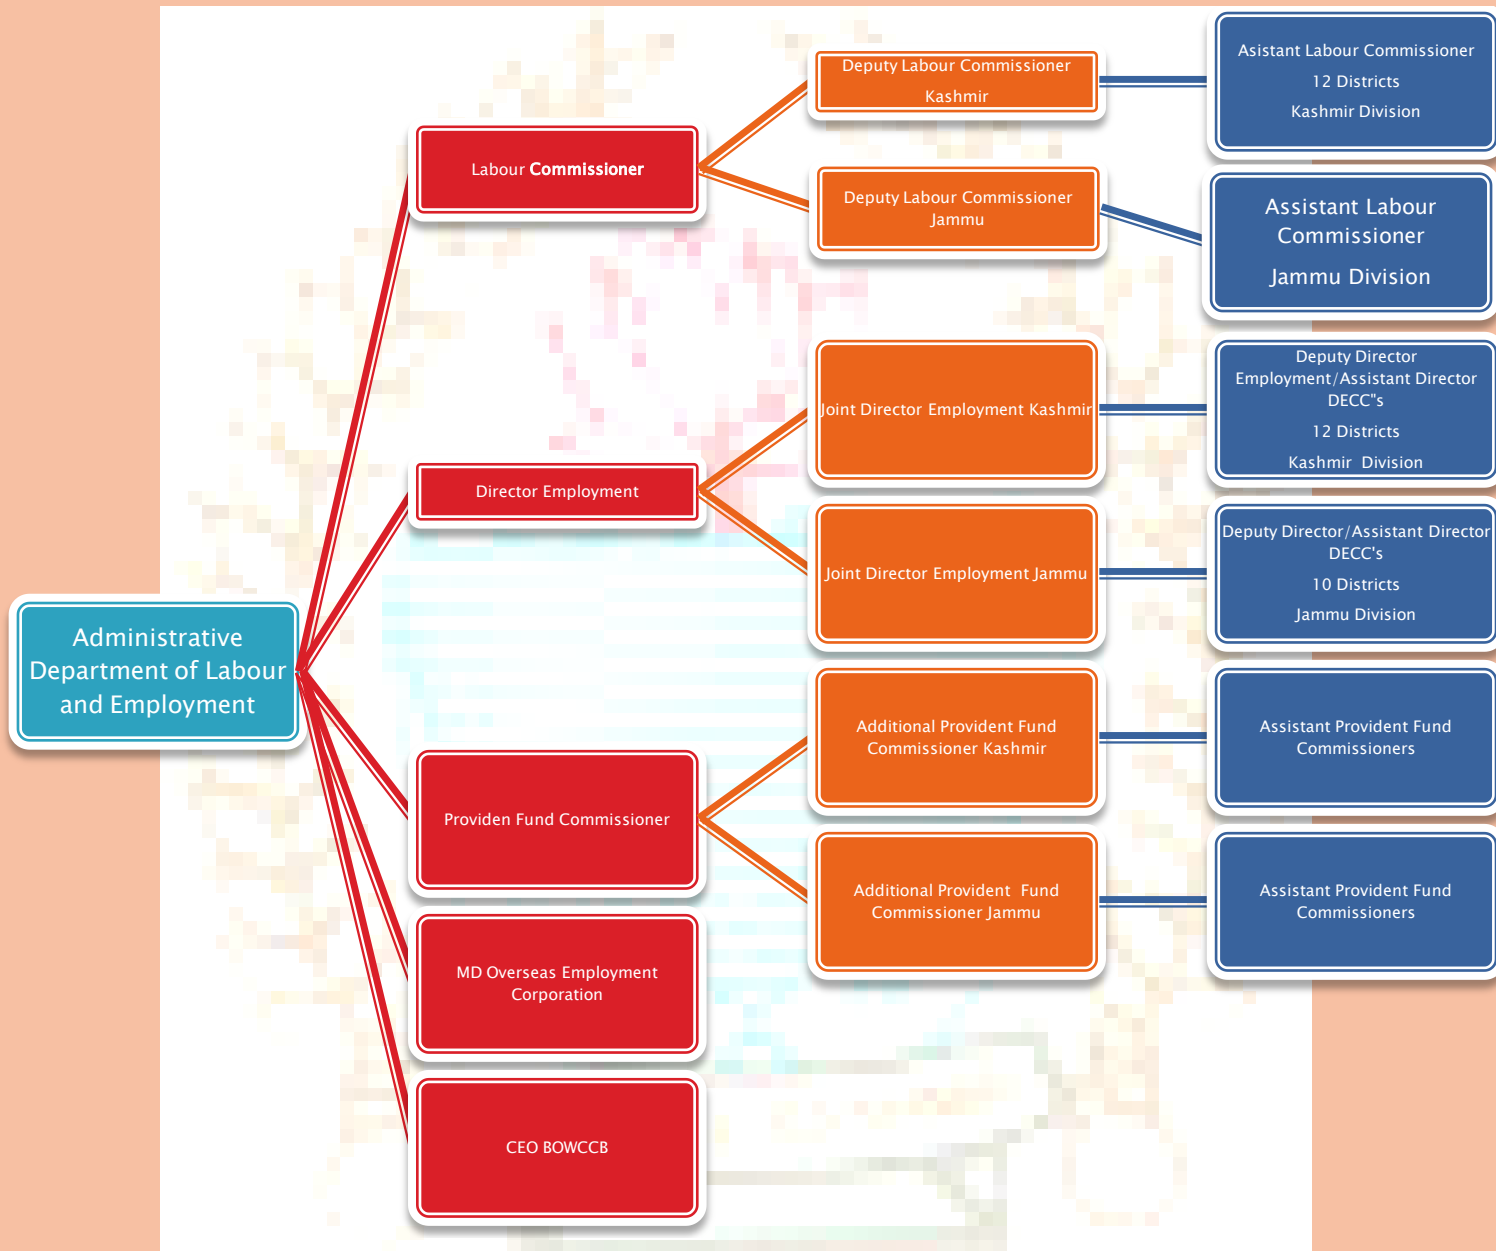 Administrative
Department of Labour
and Employment
Labour Commissioner
Deputy Labour Commissioner
Kashmir
Asistant Labour Commissioner
12 Districts
Kashmir Division
Deputy Labour Commissioner
Jammu
Assistant Labour
Commissioner
Jammu Division
Director Employment
Joint Director Employment Kashmir
Deputy Director
Employment/Assistant Director
DECC"s
12 Districts
Kashmir  Division
Joint Director Employment Jammu
Deputy Director/Assistant Director
DECC's
10 Districts
Jammu Division
Providen Fund Commissioner
Additional Provident Fund
Commissioner Kashmir
Assistant Provident Fund
Commissioners
Additional Provident  Fund
Commissioner Jammu
Assistant Provident Fund
Commissioners
MD Overseas Employment
Corporation
CEO BOWCCB